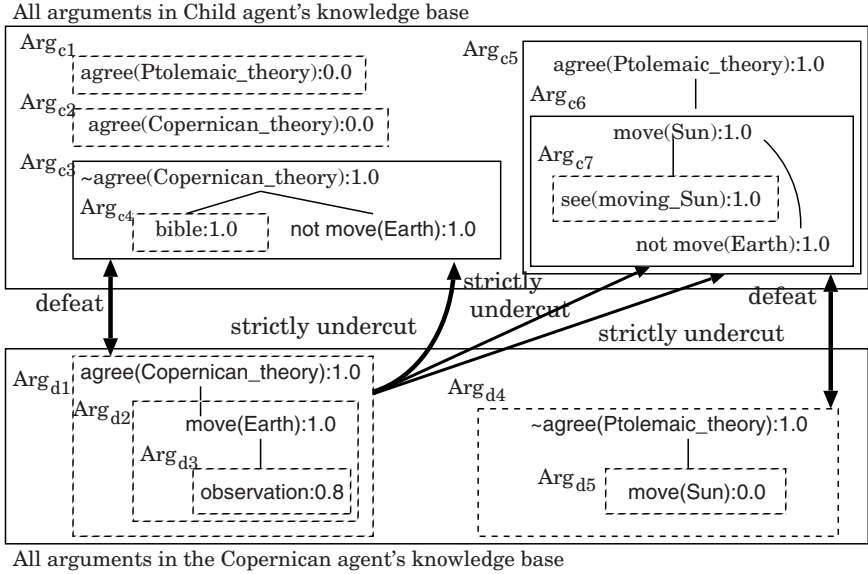 All arguments in Child agent's knowledge base
Arg_c1
agree(Ptolemaic_theory):0.0
Arg_c2
agree(Copernican_theory):0.0
Arg_c3
~agree(Copernican_theory):1.0
Arg_c4
bible:1.0
not move(Earth):1.0
Arg_c5
agree(Ptolemaic_theory):1.0
Arg_c6
move(Sun):1.0
Arg_c7
see(moving_Sun):1.0
not move(Earth):1.0
defeat
strictly undercut
strictly
undercut
strictly undercut
defeat
Arg_d1
agree(Copernican_theory):1.0
Arg_d2
move(Earth):1.0
Arg_d3
observation:0.8
Arg_d4
~agree(Ptolemaic_theory):1.0
Arg_d5
move(Sun):0.0
All arguments in the Copernican agent's knowledge base